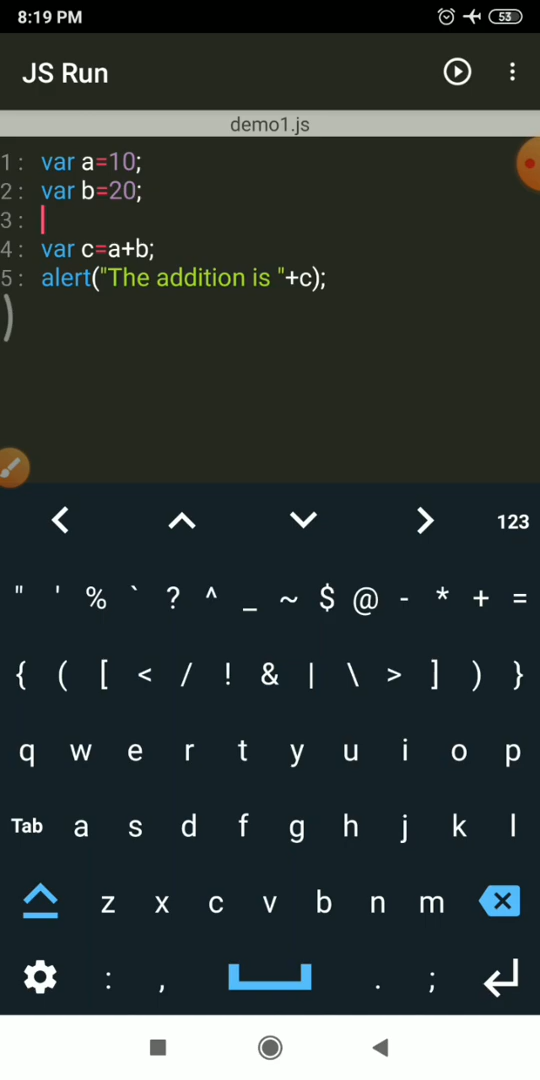 8:19 PM 53
JS Run
demo1.js
1: var a=10;
2: var b=20;
3:
4: var c=a+b;
5: alert("The addition is "+c);
)
123
" ' % ` ? ^ _ ~ $ @ - * + =
{ ( [ < / ! & | \ > ] ) }
q w e r t y u i o p
Tab a s d f g h j k l
z x c v b n m
: , . ;